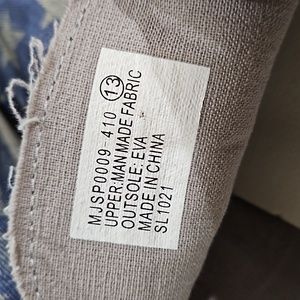 MJSP0009-410 13
UPPER:MAN MADE FABRIC
OUTSOLE: EVA
MADE IN CHINA
SL1021